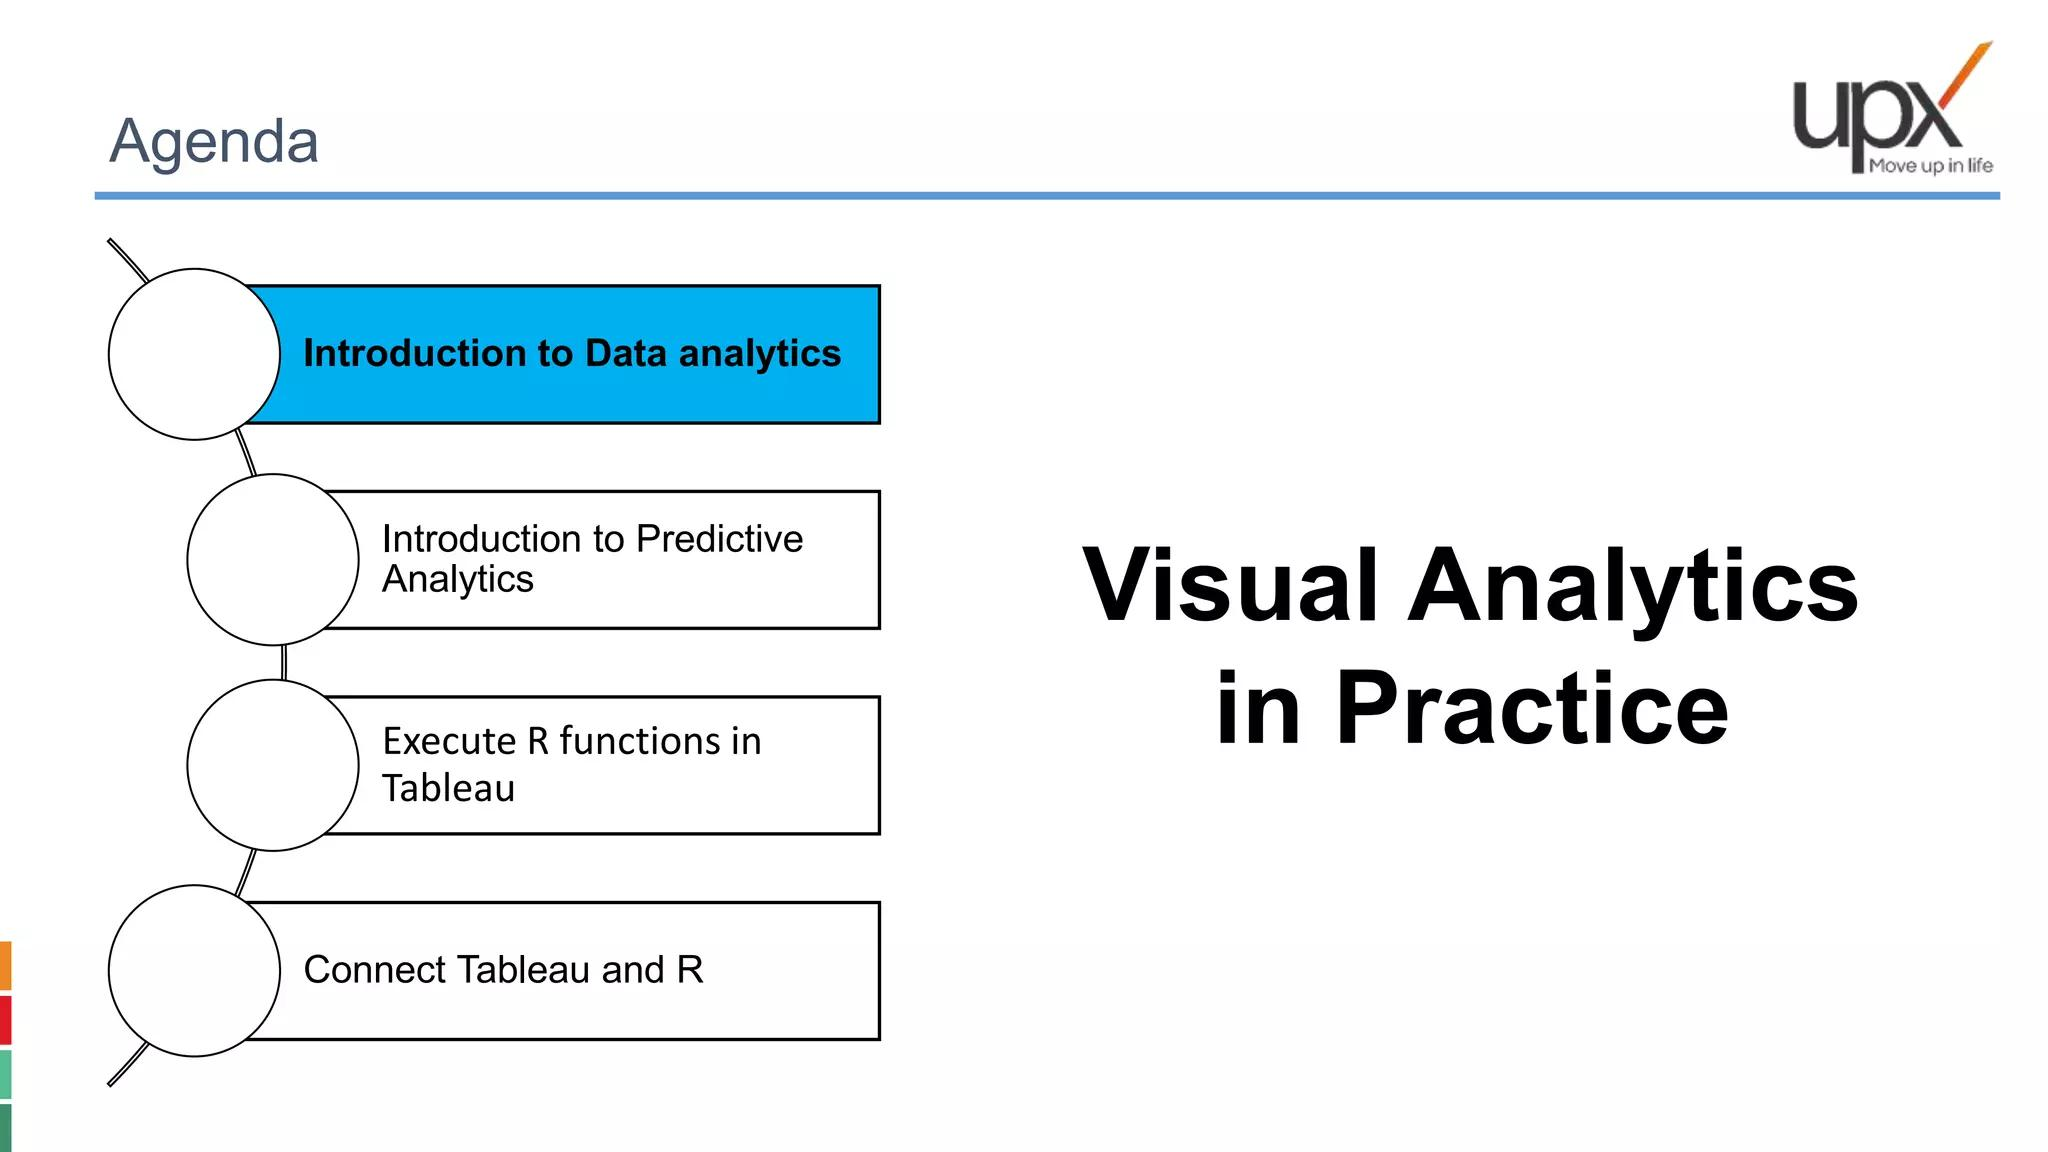 Agenda
upx
Move up in life
Introduction to Data analytics
Introduction to Predictive
Analytics
Execute R functions in
Tableau
Connect Tableau and R
Visual Analytics
in Practice